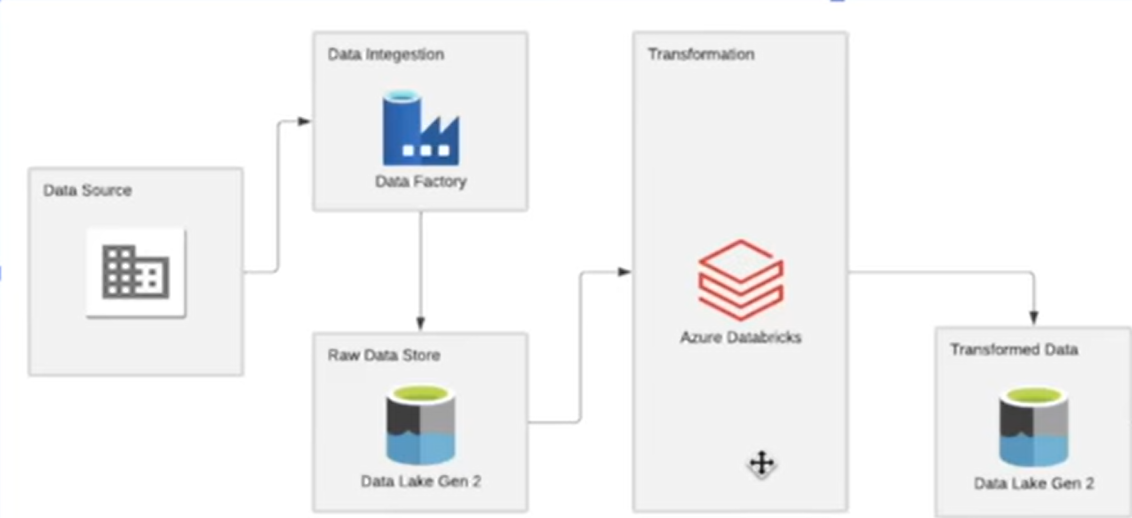 Data Integestion
Data Factory
Data Source
Raw Data Store
Data Lake Gen 2
Transformation
Azure Databricks
Transformed Data
Data Lake Gen 2